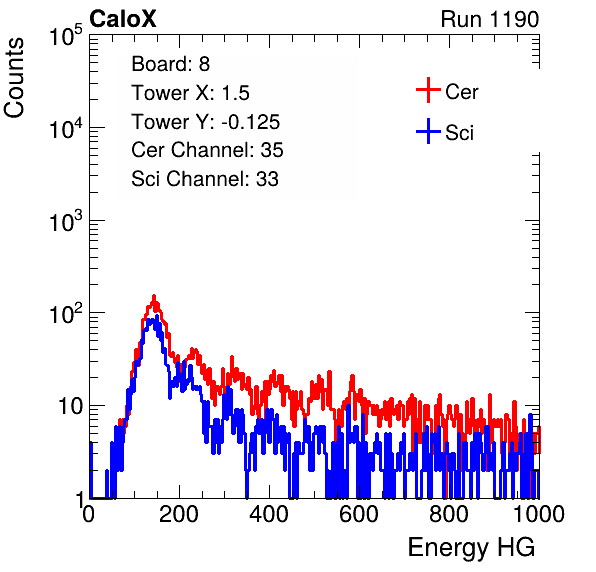 CaloX
Run 1190
Counts
10^5
10^4
10^3
10^2
10
1
Board: 8
Tower X: 1.5
Tower Y: -0.125
Cer Channel: 35
Sci Channel: 33
Cer
Sci
0 200 400 600 800 1000
Energy HG